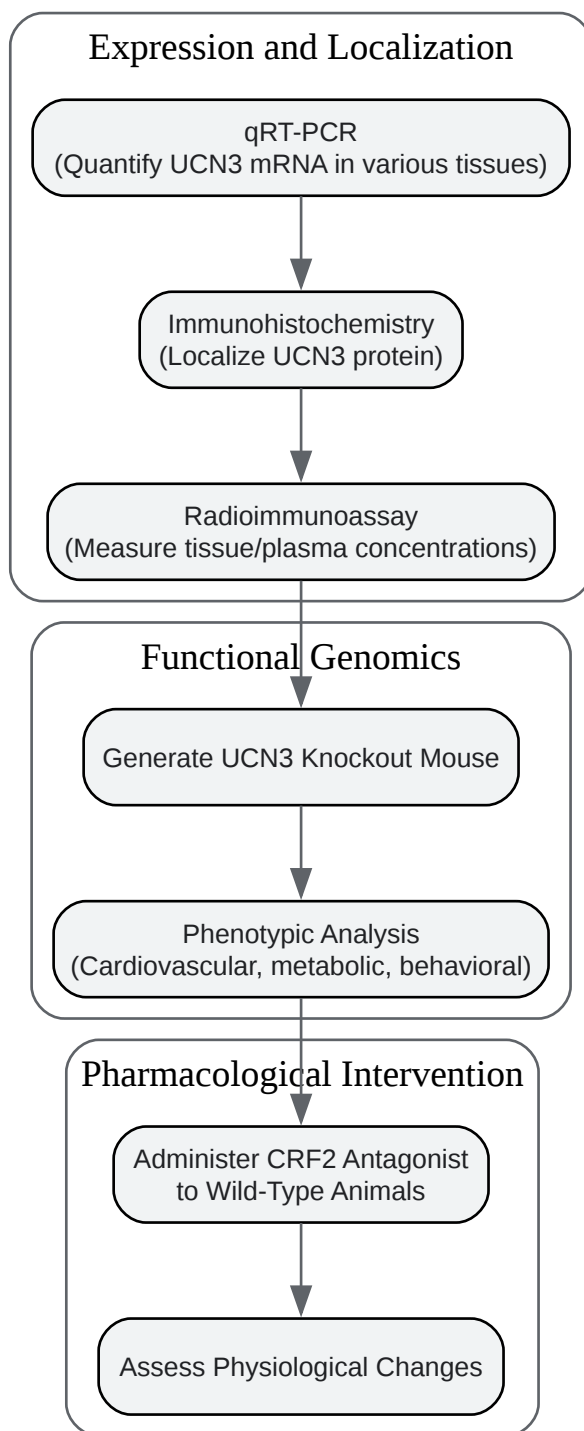 Expression and Localization
qRT-PCR
(Quantify UCN3 mRNA in various tissues)
Immunohistochemistry
(Localize UCN3 protein)
Radioimmunoassay
(Measure tissue/plasma concentrations)
Functional Genomics
Generate UCN3 Knockout Mouse
Phenotypic Analysis
(Cardiovascular, metabolic, behavioral)
Pharmacological Intervention
Administer CRF2 Antagonist
to Wild-Type Animals
Assess Physiological Changes